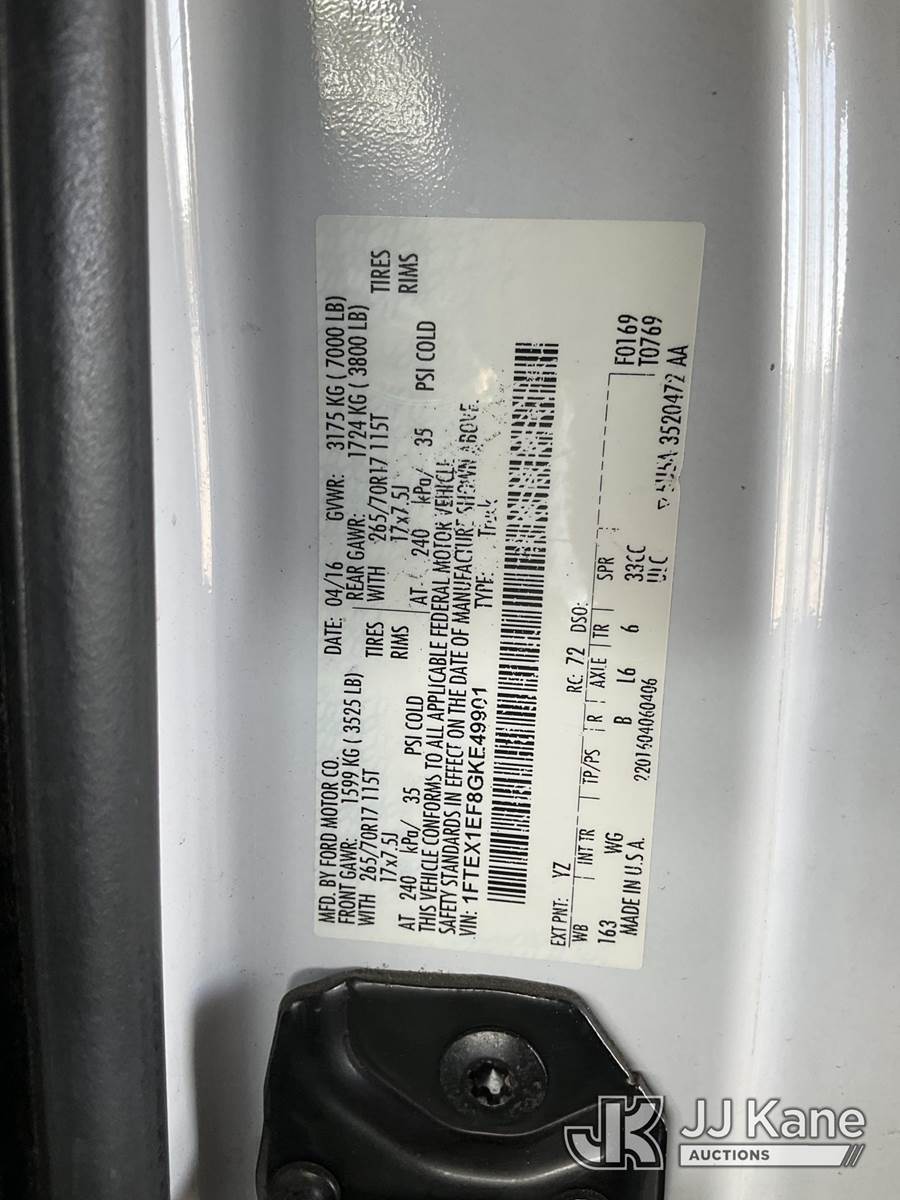 MFD. BY FORD MOTOR CO. DATE: 04/16 GVWR: 3175 KG ( 7000 LB)
FRONT GAWR: 1599 KG ( 3525 LB) REAR GAWR: 1724 KG ( 3800 LB)
WITH 265/70R17 115T TIRES WITH 265/70R17 115T TIRES
17x7.5J RIMS 17x7.5J RIMS
AT 240 kPa/ 35 PSI COLD AT 240 kPa/ 35 PSI COLD
THIS VEHICLE CONFORMS TO ALL APPLICABLE FEDERAL MOTOR VEHICLE
SAFETY STANDARDS IN EFFECT ON THE DATE OF MANUFACTURE SHOWN ABOVE.
VIN: 1FTEX1EF8GKE49901 TYPE: Truck
EXT PNT: YZ RC: 72 DSO: F0169
WB INT TR TP/PS R AXLE TR SPR T0769
163 WG B L6 6 33CC
MADE IN U.S.A. 2201604060406 3520472 AA
JK JJ Kane
AUCTIONS